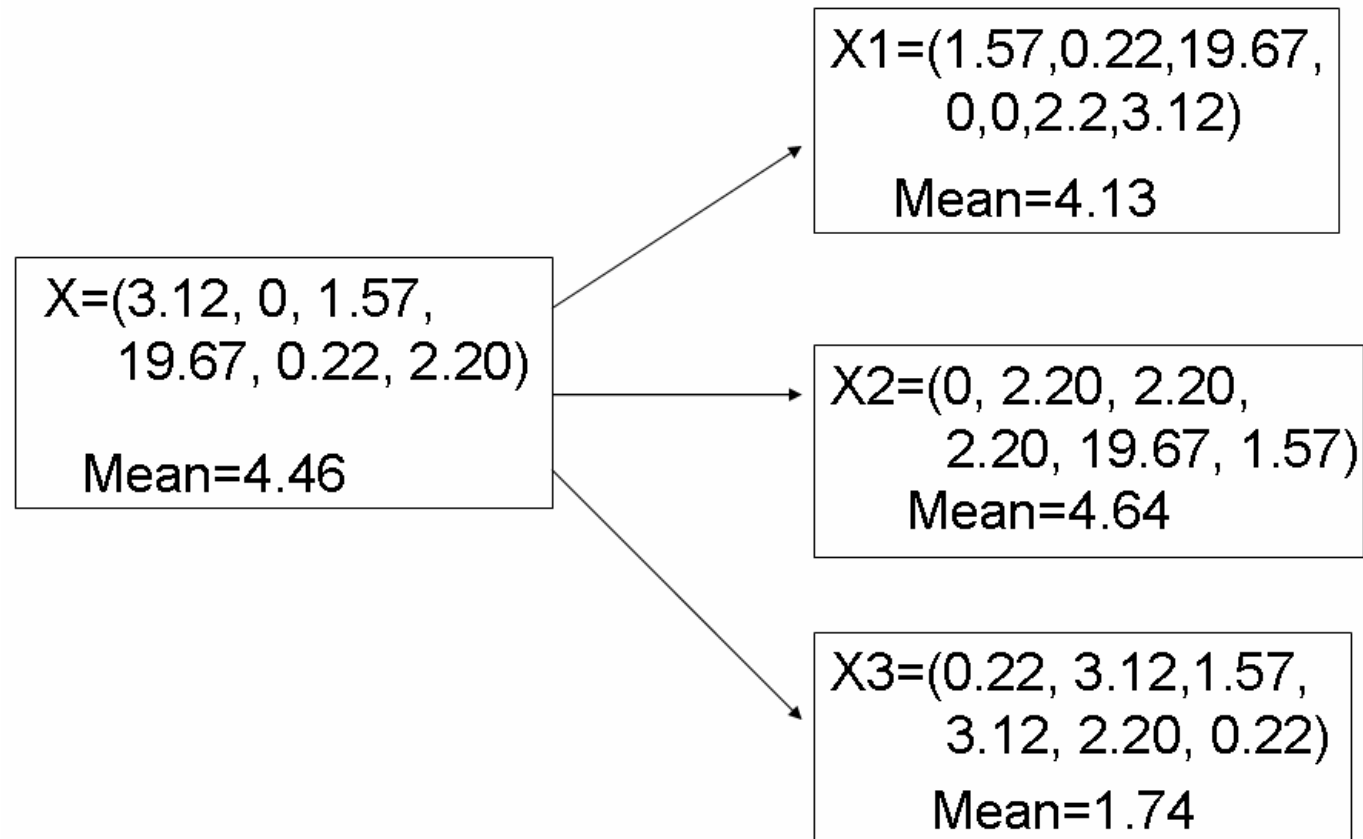 X=(3.12, 0, 1.57,
19.67, 0.22, 2.20)
Mean=4.46
X1=(1.57,0.22,19.67,
0,0,2.2,3.12)
Mean=4.13
X2=(0, 2.20, 2.20,
2.20, 19.67, 1.57)
Mean=4.64
X3=(0.22, 3.12,1.57,
3.12, 2.20, 0.22)
Mean=1.74